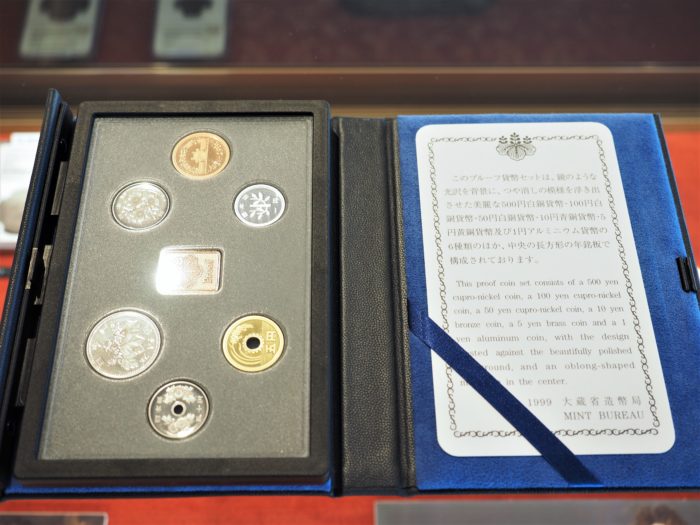 このプルーフ貨幣セットは、鏡のような
光沢を背景に、つや消しの模様を浮き出
させた美麗な500円白銅貨幣・100円白
銅貨幣・50円白銅貨幣・10円青銅貨幣・5
円黄銅貨幣及び1円アルミニウム貨幣の
6種類のほか、中央の長方形の年銘板で
構成されております。
This proof coin set consists of a 500 yen
cupro-nickel coin, a 100 yen cupro-nickel
coin, a 50 yen cupro-nickel coin, a 10 yen
bronze coin, a 5 yen brass coin and a 1
yen aluminum coin, with the design
against the beautifully polished
and an oblong-shaped
in the center.
1999 大蔵省造幣局
MINT BUREAU